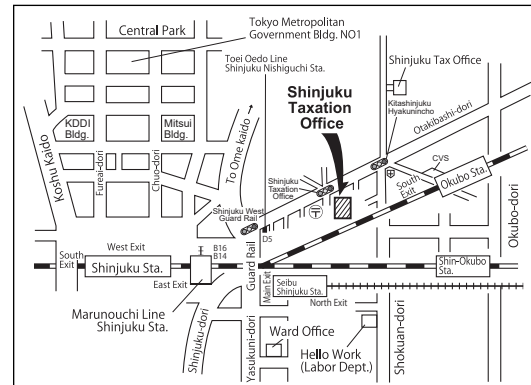 Central Park
Tokyo Metropolitan
Government Bldg. NO1
Toei Oedo Line
Shinjuku Nishiguchi Sta.
Shinjuku Tax Office
Shinjuku
Taxation
Office
Kitashinjuku
Hyakunincho
Otakibashi-dori
KDDI
Bldg.
Mitsui
Bldg.
Koshu Kaido
Fureai-dori
Chuo-dori
To Ome kaido
Shinjuku
Taxation
Office
CVS
South
Exit
Okubo Sta.
Okubo-dori
Shinjuku West
Guard Rail
D5
West Exit
B16
B14
South
Exit
Shinjuku Sta.
East Exit
Guard Rail
Main Exit
Seibu
Shinjuku Sta.
Shin-Okubo
Sta.
North Exit
Marunouchi Line
Shinjuku Sta.
Shinjuku-dori
Yasukuni-dori
Ward Office
Hello Work
(Labor Dept.)
Shokuan-dori